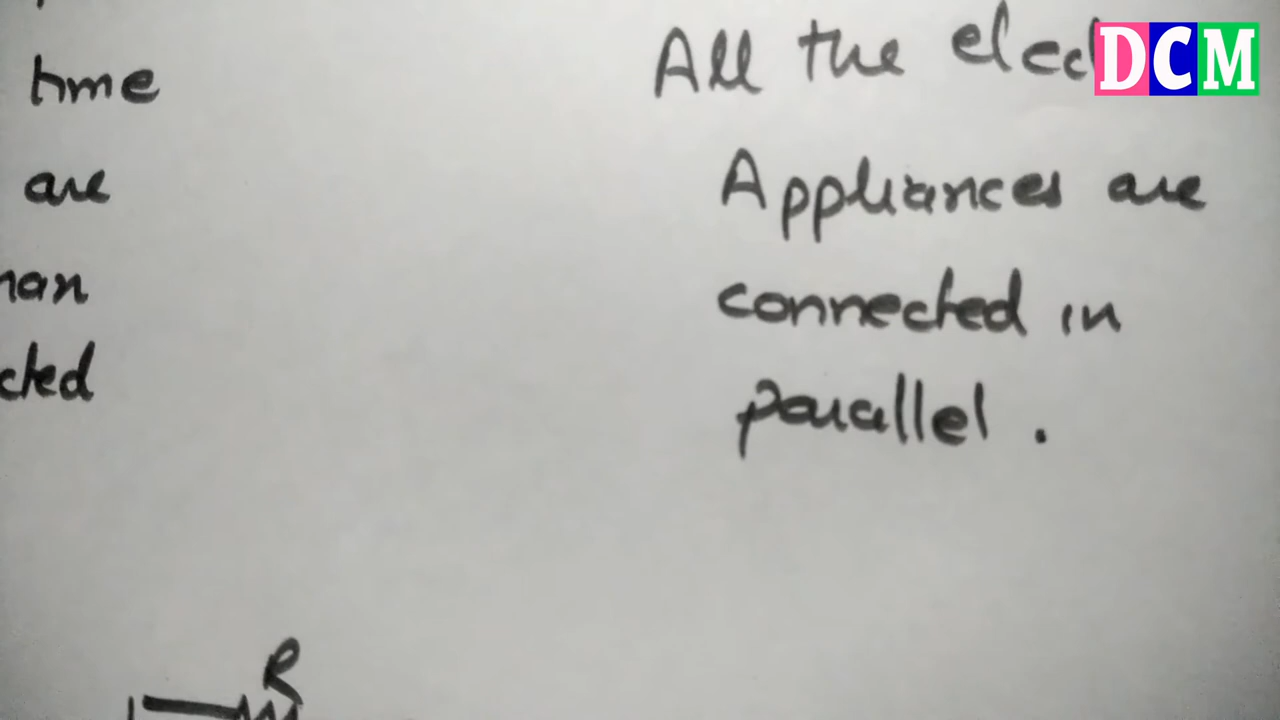 time
are
cted
All the elec
Appliances are
connected in
parallel .
R
DCM